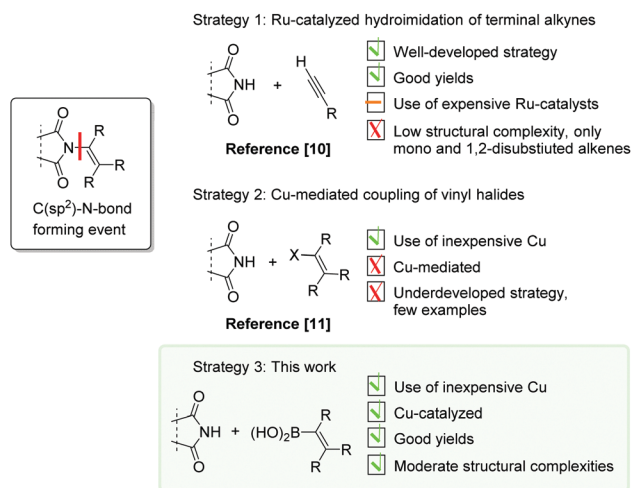 Strategy 1: Ru-catalyzed hydroimidation of terminal alkynes
O
NH
O
+
H
R
Reference [10]
Well-developed strategy
Good yields
Use of expensive Ru-catalysts
Low structural complexity, only
mono and 1,2-disubstiuted alkenes
O
N
O
R
R
R
C(sp²)-N-bond
forming event
Strategy 2: Cu-mediated coupling of vinyl halides
O
NH
O
+
X
R
R
R
Reference [11]
Use of inexpensive Cu
Cu-mediated
Underdeveloped strategy,
few examples
Strategy 3: This work
O
NH
O
+
(HO)₂B
R
R
R
Use of inexpensive Cu
Cu-catalyzed
Good yields
Moderate structural complexities